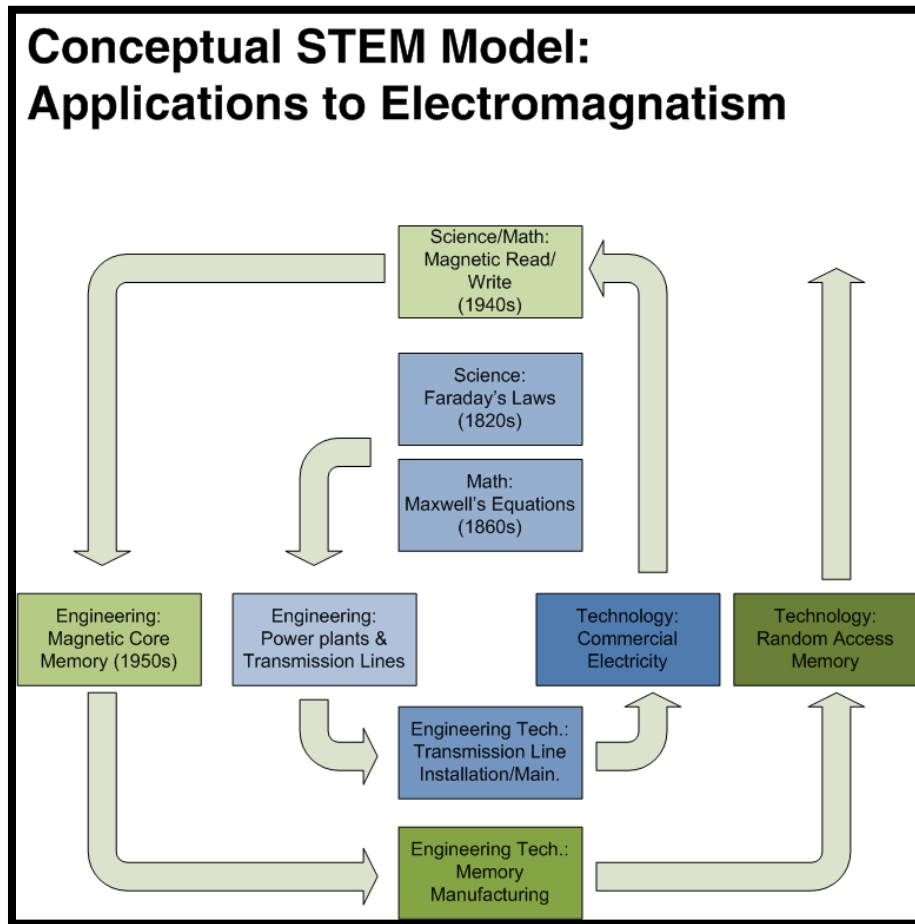 Conceptual STEM Model:
Applications to Electromagnatism
Science/Math:
Magnetic Read/
Write
(1940s)
Science:
Faraday's Laws
(1820s)
Math:
Maxwell's Equations
(1860s)
Engineering:
Magnetic Core
Memory (1950s)
Engineering:
Power plants &
Transmission Lines
Technology:
Commercial
Electricity
Technology:
Random Access
Memory
Engineering Tech.:
Transmission Line
Installation/Main.
Engineering Tech.:
Memory
Manufacturing